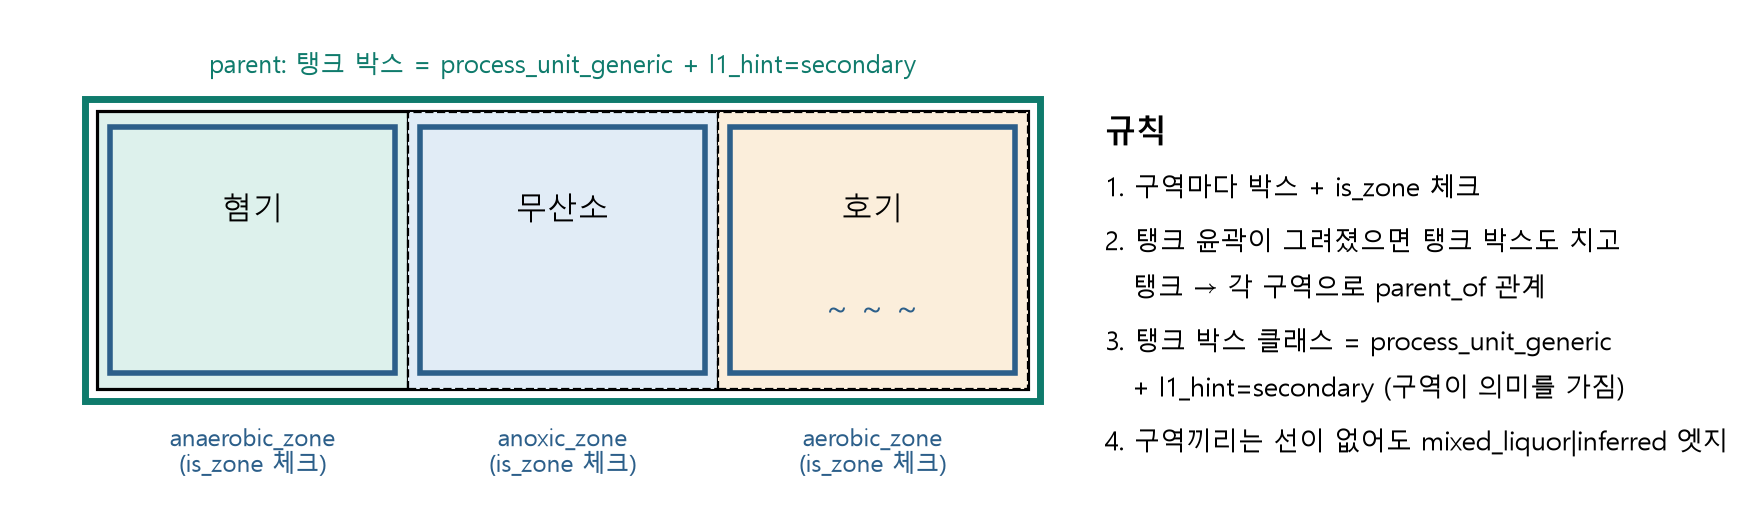 parent: 탱크 박스 = process_unit_generic + l1_hint=secondary
혐기
무산소
호기
~ ~ ~
anaerobic_zone
(is_zone 체크)
anoxic_zone
(is_zone 체크)
aerobic_zone
(is_zone 체크)
규칙
1. 구역마다 박스 + is_zone 체크
2. 탱크 윤곽이 그려졌으면 탱크 박스도 치고
탱크 → 각 구역으로 parent_of 관계
3. 탱크 박스 클래스 = process_unit_generic
+ l1_hint=secondary (구역이 의미를 가짐)
4. 구역끼리는 선이 없어도 mixed_liquor|inferred 엣지